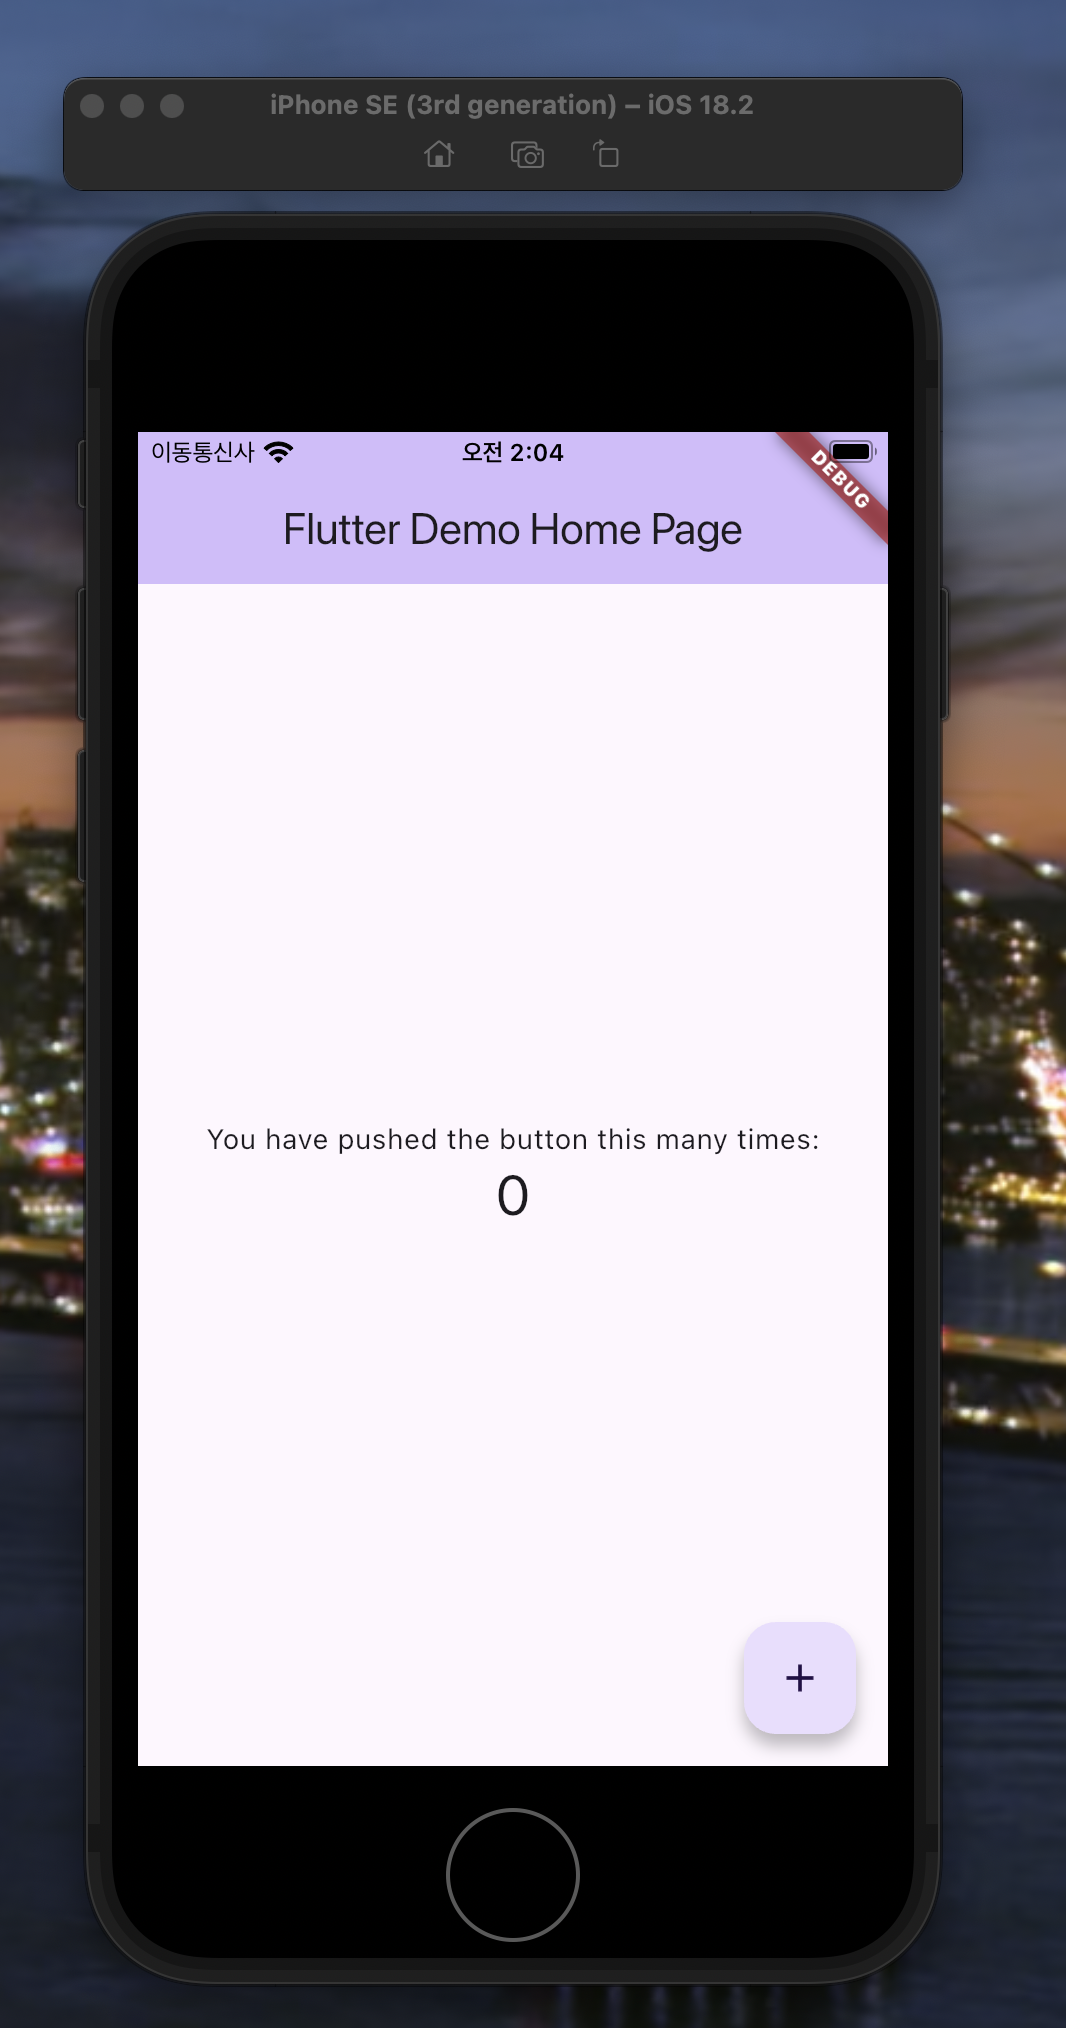 iPhone SE (3rd generation) – iOS 18.2
이동통신사 오전 2:04
DEBUG
Flutter Demo Home Page
You have pushed the button this many times:
0
+